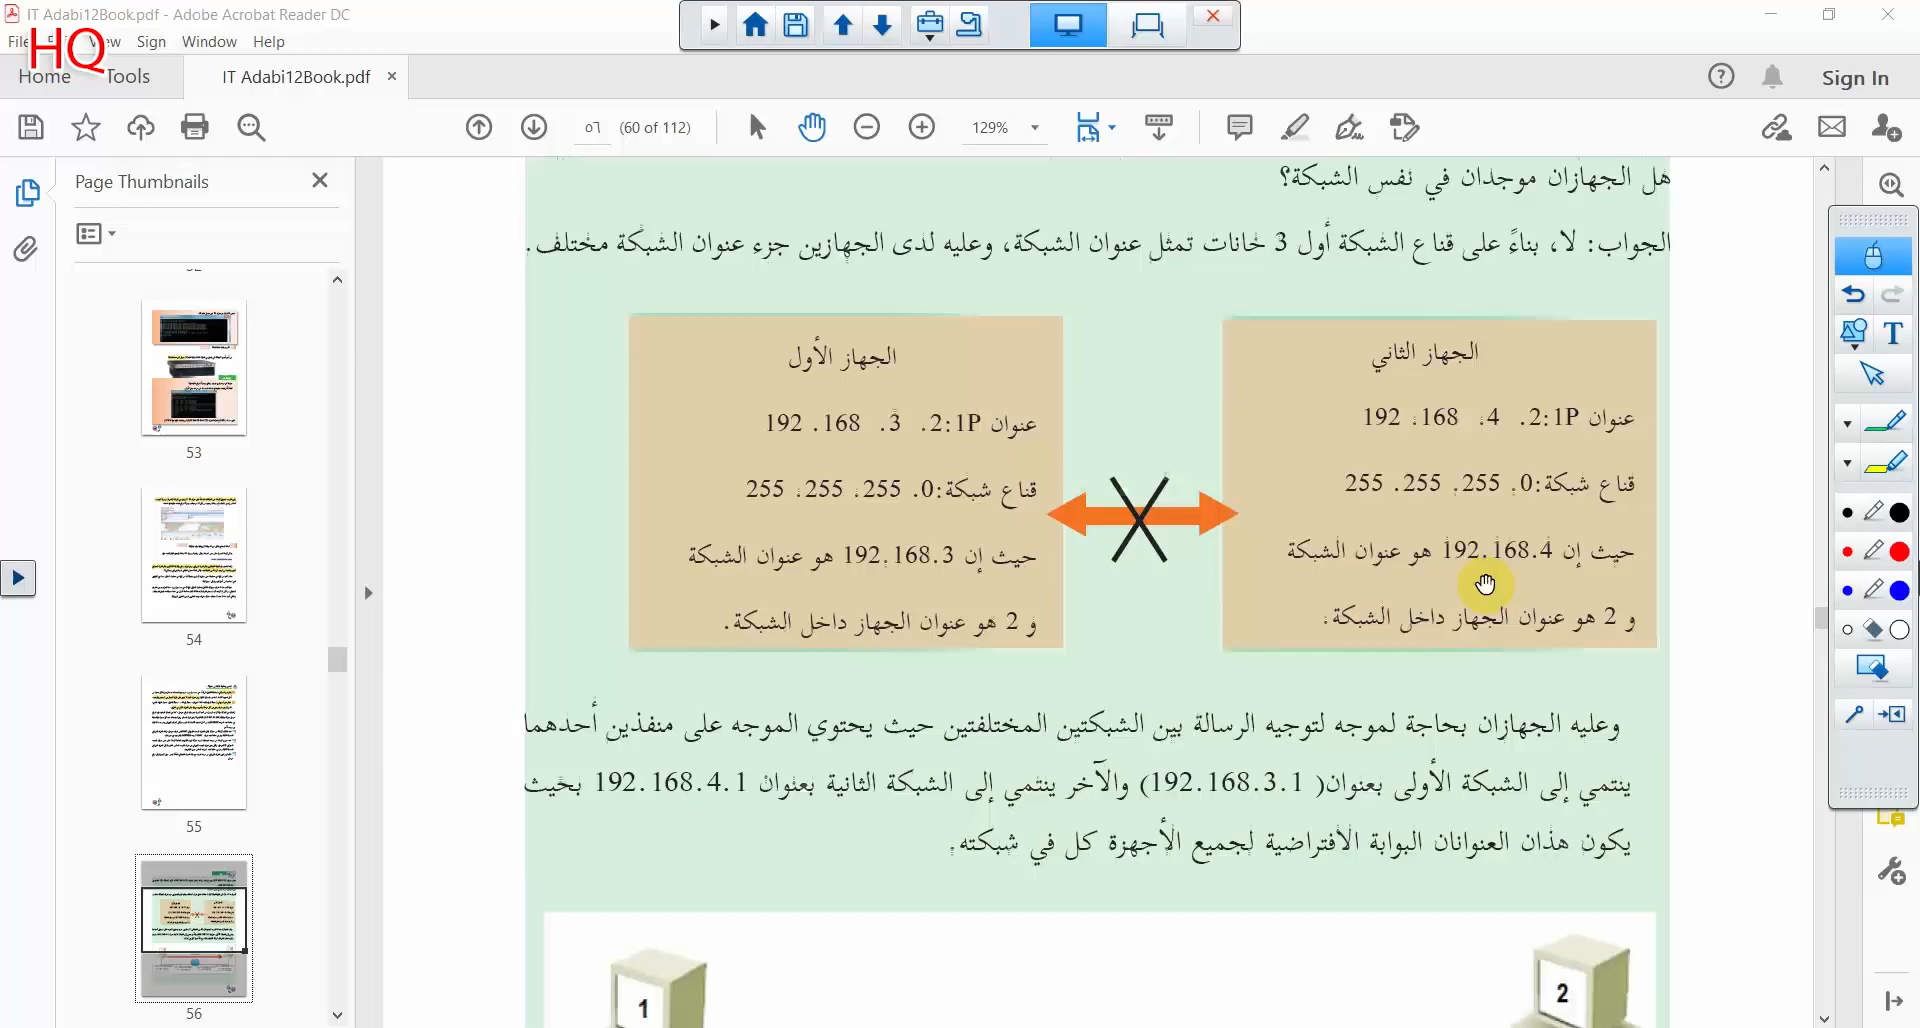 IT Adabi12Book.pdf - Adobe Acrobat Reader DC
HQ
Window Help
Sign
Home Tools
IT Adabi12Book.pdf
Sign In
٥٦ (60 of 112)
129%
Page Thumbnails
53
54
55
56
هل الجهازان موجدان في نفس الشبكة؟
الجواب: لا، بناءً على قناع الشبكة أول 3 خانات تمثل عنوان الشبكة، وعليه لدى الجهازين جزء عنوان الشبكة مختلف.
الجهاز الثاني
عنوان 2:1P. 4. 168. 192
قناع شبكة:0. 255. 255. 255
حيث إن 192.168.4 هو عنوان الشبكة
و 2 هو عنوان الجهاز داخل الشبكة.
الجهاز الأول
عنوان 2:1P. 3. 168. 192
قناع شبكة:0. 255. 255. 255
حيث إن 192.168.3 هو عنوان الشبكة
و 2 هو عنوان الجهاز داخل الشبكة.
وعليه الجهازان بحاجة لموجه لتوجيه الرسالة بين الشبكتين المختلفتين حيث يحتوي الموجه على منفذين أحدهما
ينتمي إلى الشبكة الأولى بعنوان( 192.168.3.1) والآخر ينتمي إلى الشبكة الثانية بعنوان 192.168.4.1 بحيث
يكون هذان العنوانان البوابة الافتراضية لجميع الأجهزة كل في شبكته.
1
2
T